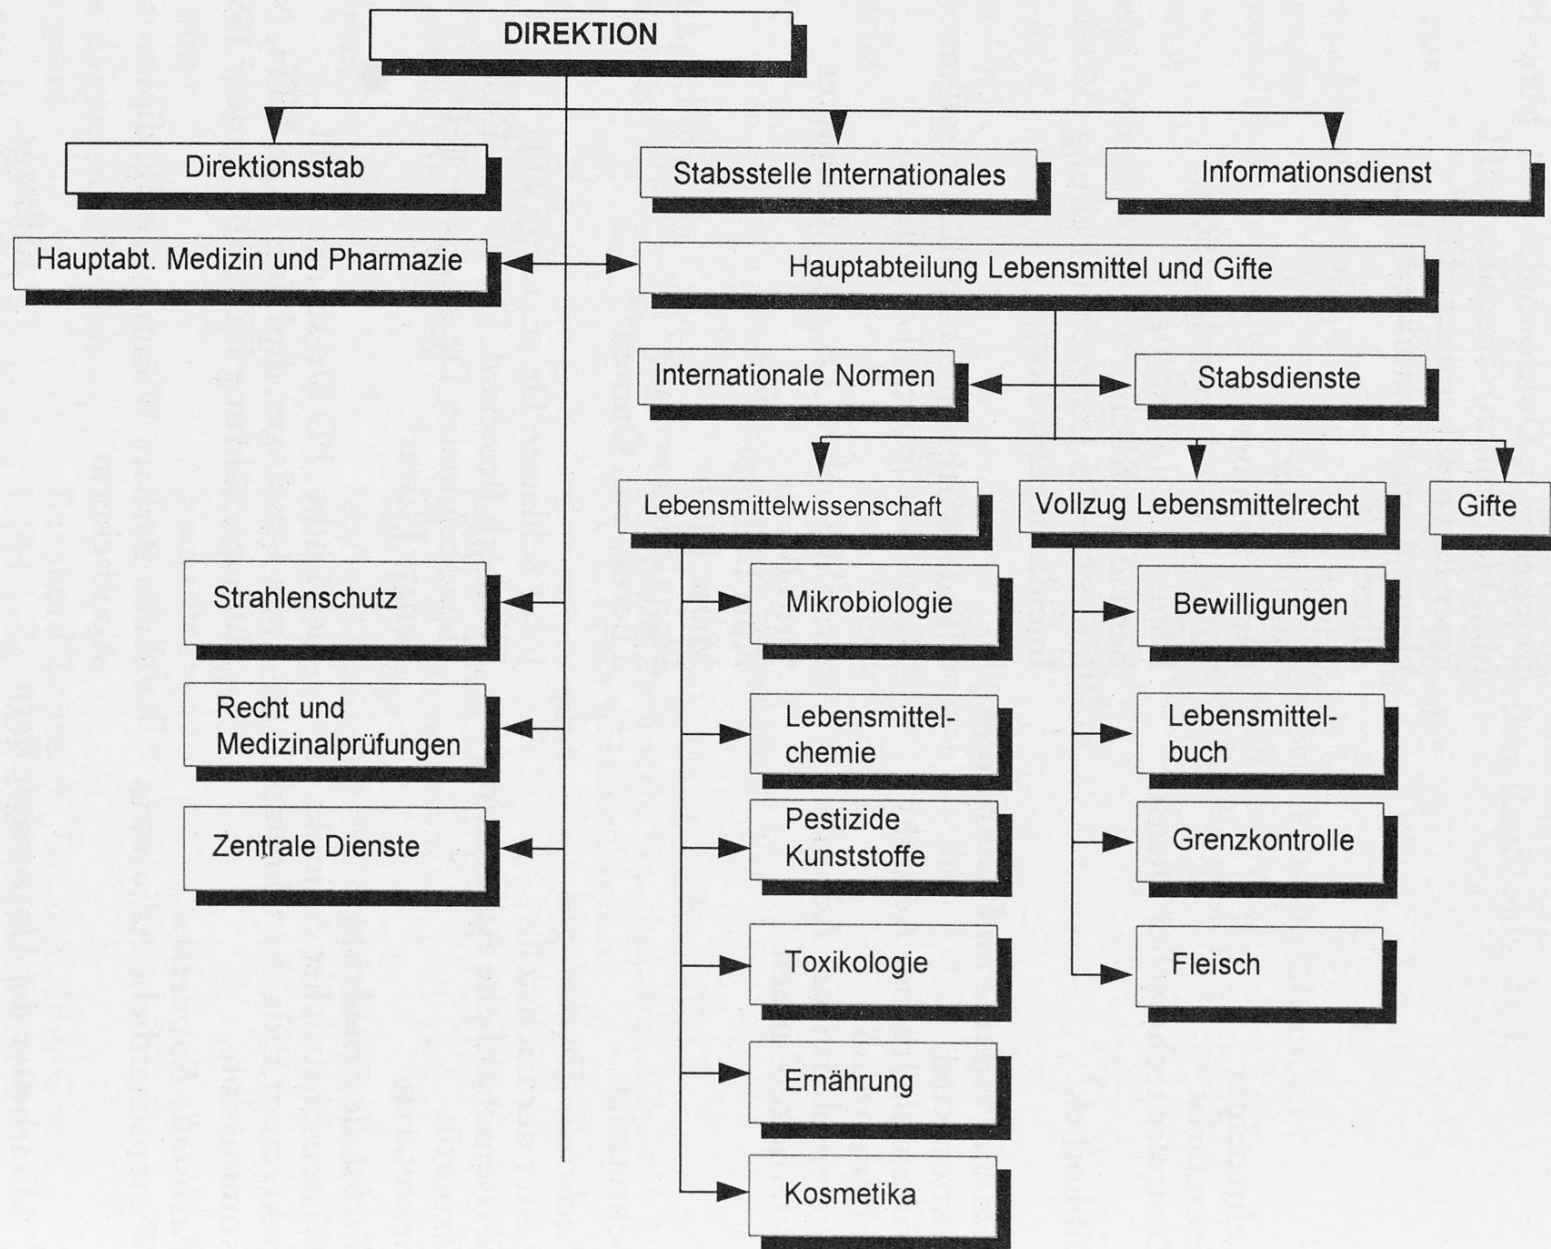 DIREKTION
Direktionsstab
Stabsstelle Internationales
Informationsdienst
Hauptabt. Medizin und Pharmazie
Hauptabteilung Lebensmittel und Gifte
Internationale Normen
Stabsdienste
Lebensmittelwissenschaft
Vollzug Lebensmittelrecht
Gifte
Strahlenschutz
Recht und
Medizinalprüfungen
Zentrale Dienste
Mikrobiologie
Lebensmittel-
chemie
Pestizide
Kunststoffe
Toxikologie
Ernährung
Kosmetika
Bewilligungen
Lebensmittel-
buch
Grenzkontrolle
Fleisch